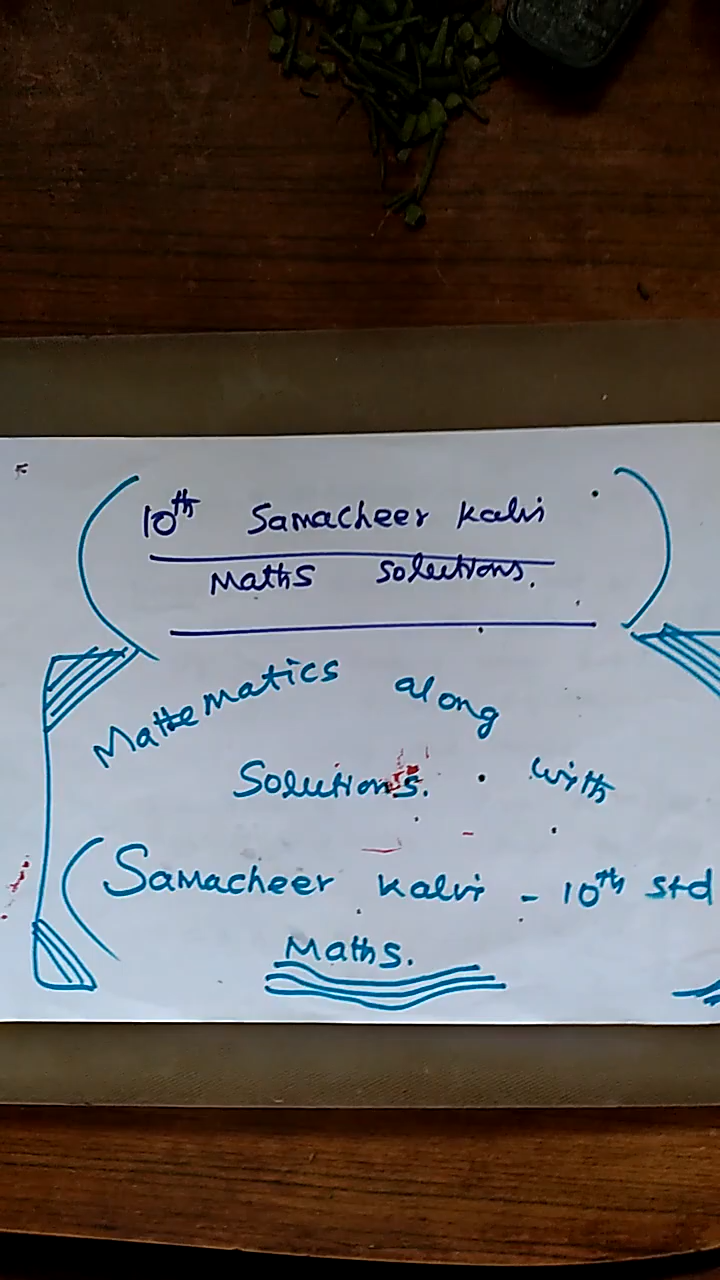 10th Samacheer Kalvi
Maths Solutions.
Mathematics along
Solutions. with
Samacheer Kalvi - 10th std
Maths.